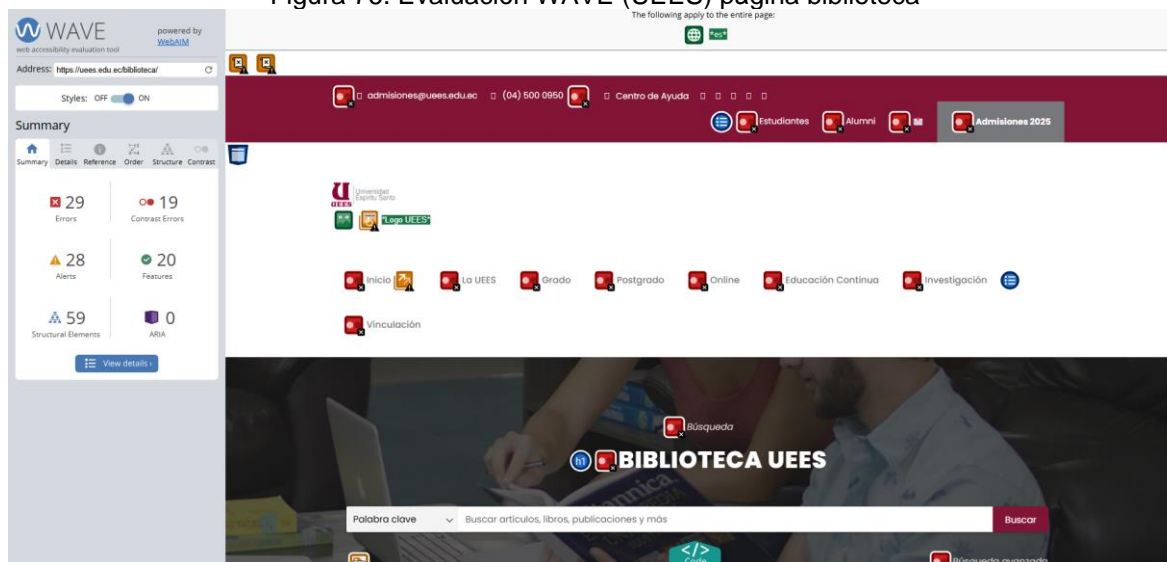 Figura 70. Evaluación WAVE (UEES) página biblioteca
The following apply to the entire page:
*es*
WAVE
web accessibility evaluation tool
powered by
WebAIM
Address: https://uees.edu.ec/biblioteca/
Styles: OFF ON
Summary
Summary Details Reference Order Structure Contrast
29 19
Errors Contrast Errors
28 20
Alerts Features
59 0
Structural Elements ARIA
View details ›
admisiones@uees.edu.ec (04) 500 0950 Centro de Ayuda
Estudiantes Alumni Admisiones 2025
UEES Universidad
Espíritu Santo
*Logo UEES*
Inicio La UEES Grado Postgrado Online Educación Continua Investigación
Vinculación
Búsqueda
h1 BIBLIOTECA UEES
Britannica
Palabra clave Buscar artículos, libros, publicaciones y más Buscar
</>
Code
Búsqueda avanzada